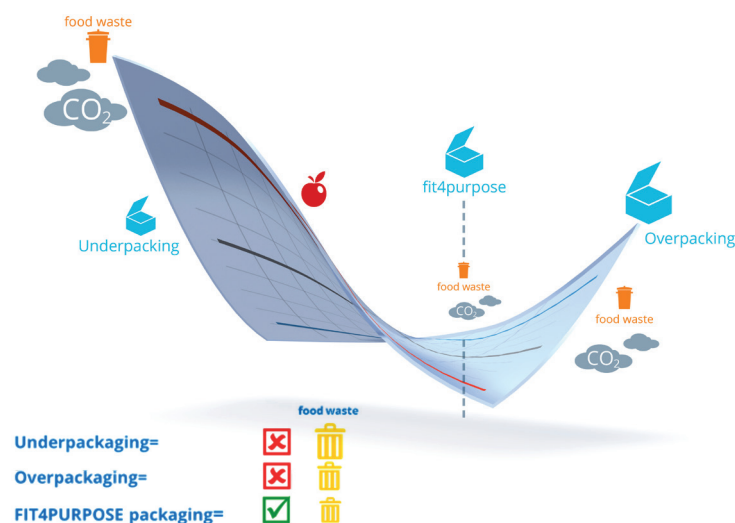 food waste
CO2
fit4purpose
Underpacking
Overpacking
food waste
CO2
food waste
CO2
food waste
Underpackaging=
Overpackaging=
FIT4PURPOSE packaging=